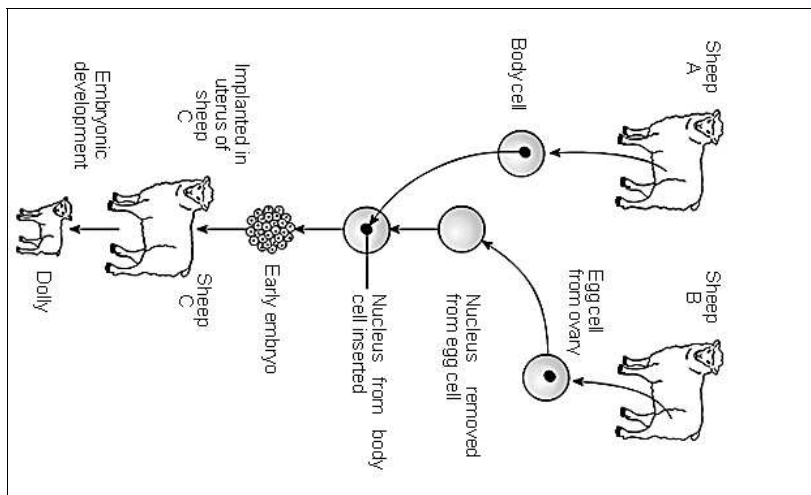 Sheep
A
Sheep
B
Body cell
Egg cell
from ovary
Nucleus removed
from egg cell
Nucleus from body
cell inserted
Early embryo
Implanted in
uterus of
sheep
C
Sheep
C
Embryonic
development
Dolly